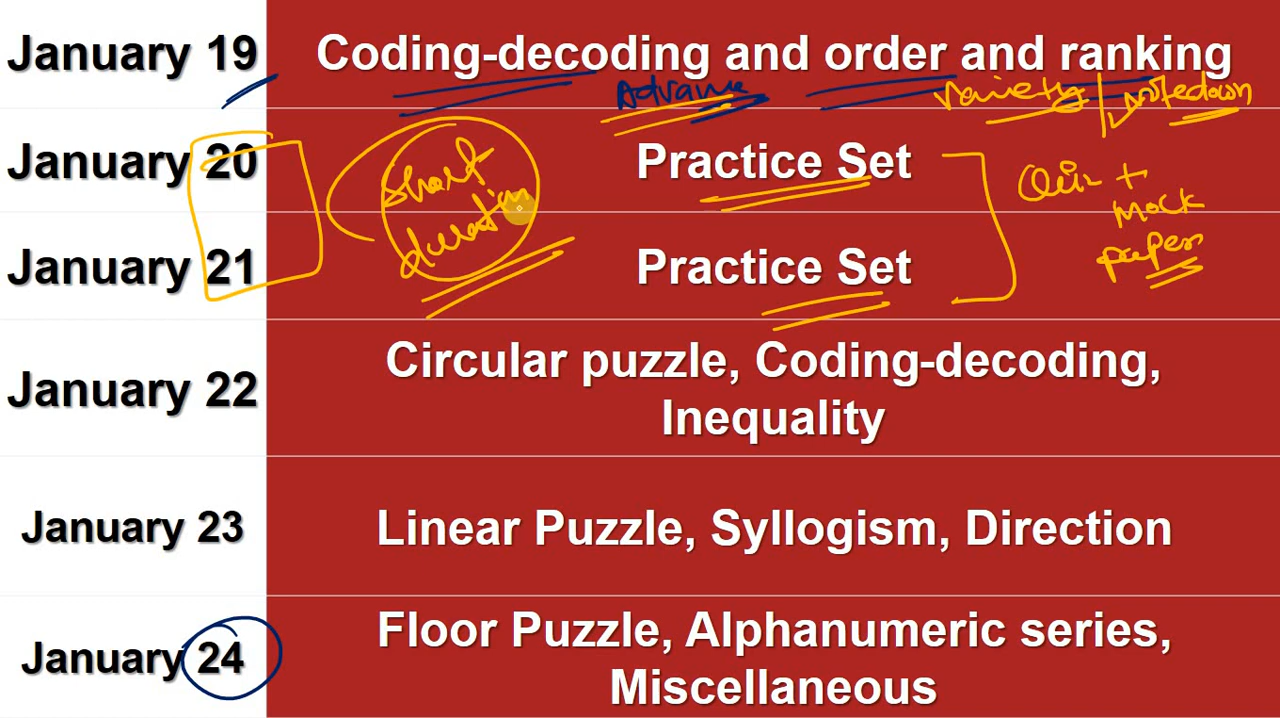 January 19
Coding-decoding and order and ranking
Advance
variety / note down
January 20
Practice Set
short
duration
Quiz +
Mock
papers
January 21
Practice Set
January 22
Circular puzzle, Coding-decoding,
Inequality
January 23
Linear Puzzle, Syllogism, Direction
January 24
Floor Puzzle, Alphanumeric series,
Miscellaneous